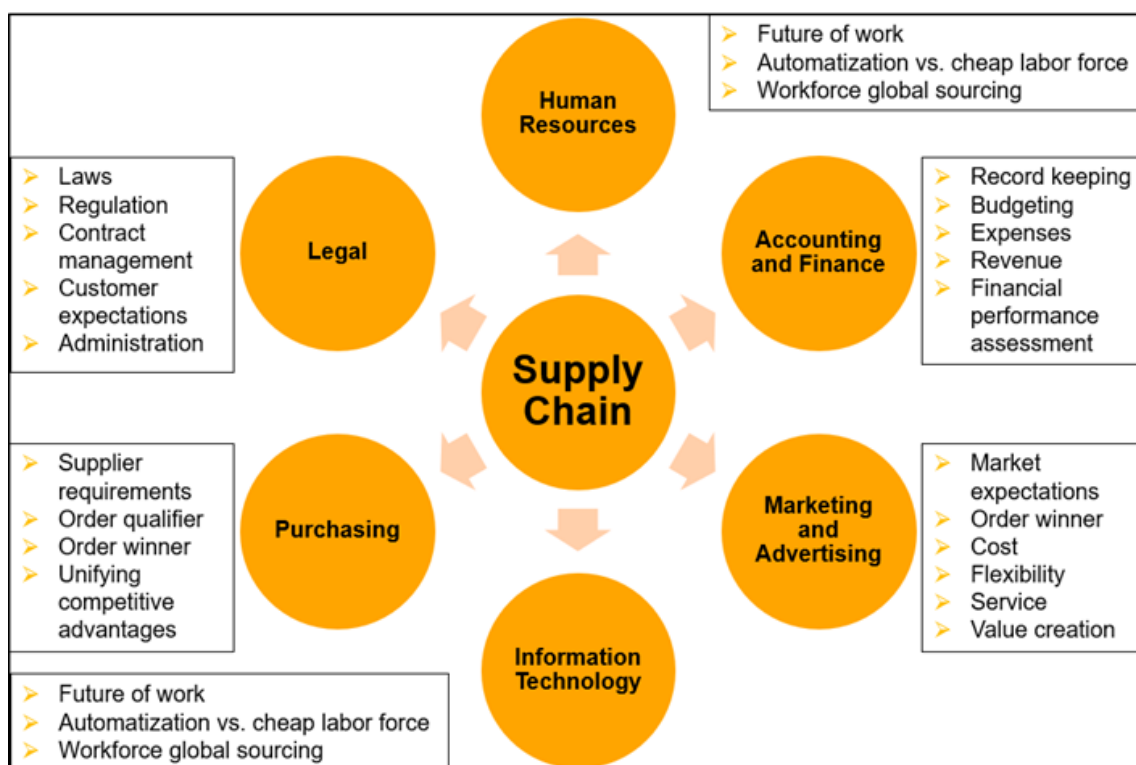 Future of work
Automatization vs. cheap labor force
Workforce global sourcing
Human
Resources
Laws
Regulation
Contract
management
Customer
expectations
Administration
Legal
Accounting
and Finance
Record keeping
Budgeting
Expenses
Revenue
Financial
performance
assessment
Supply
Chain
Supplier
requirements
Order qualifier
Order winner
Unifying
competitive
advantages
Purchasing
Marketing
and
Advertising
Market
expectations
Order winner
Cost
Flexibility
Service
Value creation
Information
Technology
Future of work
Automatization vs. cheap labor force
Workforce global sourcing